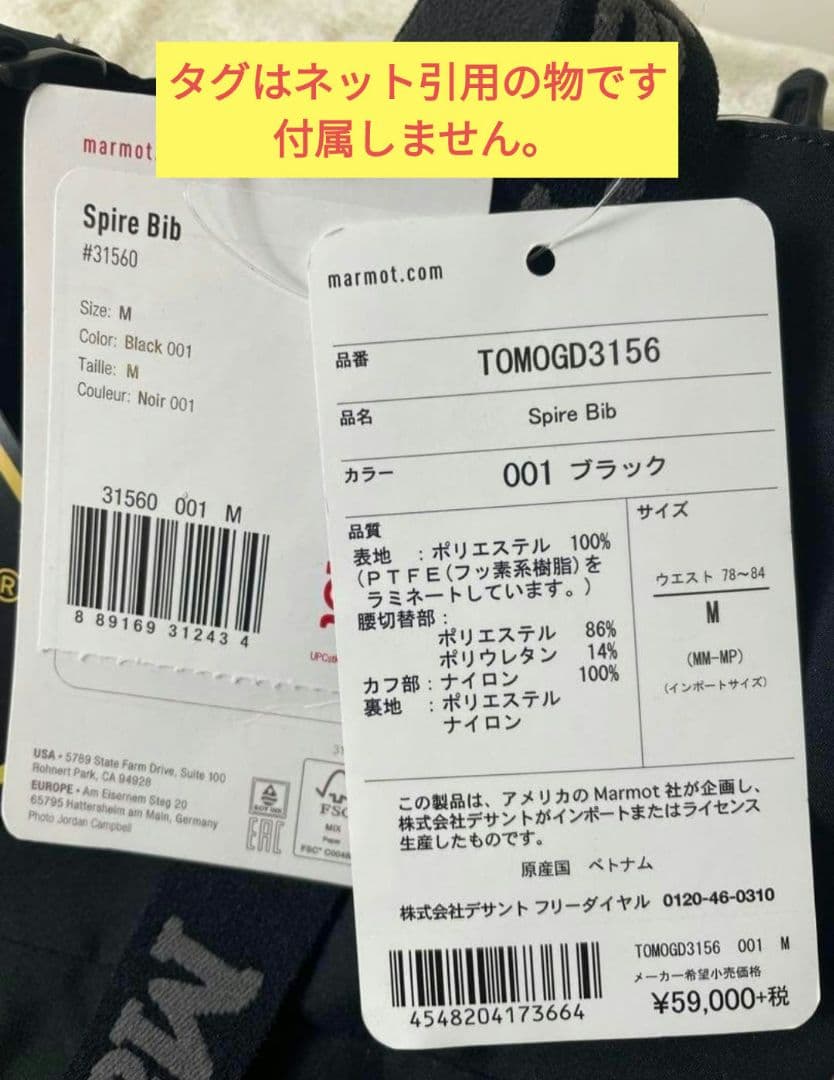 タグはネット引用の物です
付属しません。
marmot.
Spire Bib
#31560
Size: M
Color: Black 001
Taille: M
Couleur: Noir 001
31560 001 M
8 89169 31243 4
USA • 5789 State Farm Drive, Suite 100
Rohnert Park, CA 94928
EUROPE • Am Eisernem Steg 20
65795 Hattersheim am Main, Germany
Photo Jordan Campbell
EAC
FSC
MIX
Paper
marmot.com
品番 TOMOGD3156
品名 Spire Bib
カラー 001 ブラック
品質
表地 :ポリエステル 100%
(PTFE(フッ素系樹脂)を
ラミネートしています。)
腰切替部:
ポリエステル 86%
ポリウレタン 14%
カフ部:ナイロン 100%
裏地 :ポリエステル
ナイロン
サイズ
ウエスト 78〜84
M
(MM-MP)
(インポートサイズ)
この製品は、アメリカのMarmot社が企画し、
株式会社デサントがインポートまたはライセンス
生産したものです。
原産国 ベトナム
株式会社デサント フリーダイヤル 0120-46-0310
4548204173664
TOMOGD3156 001 M
メーカー希望小売価格
¥59,000+税
®